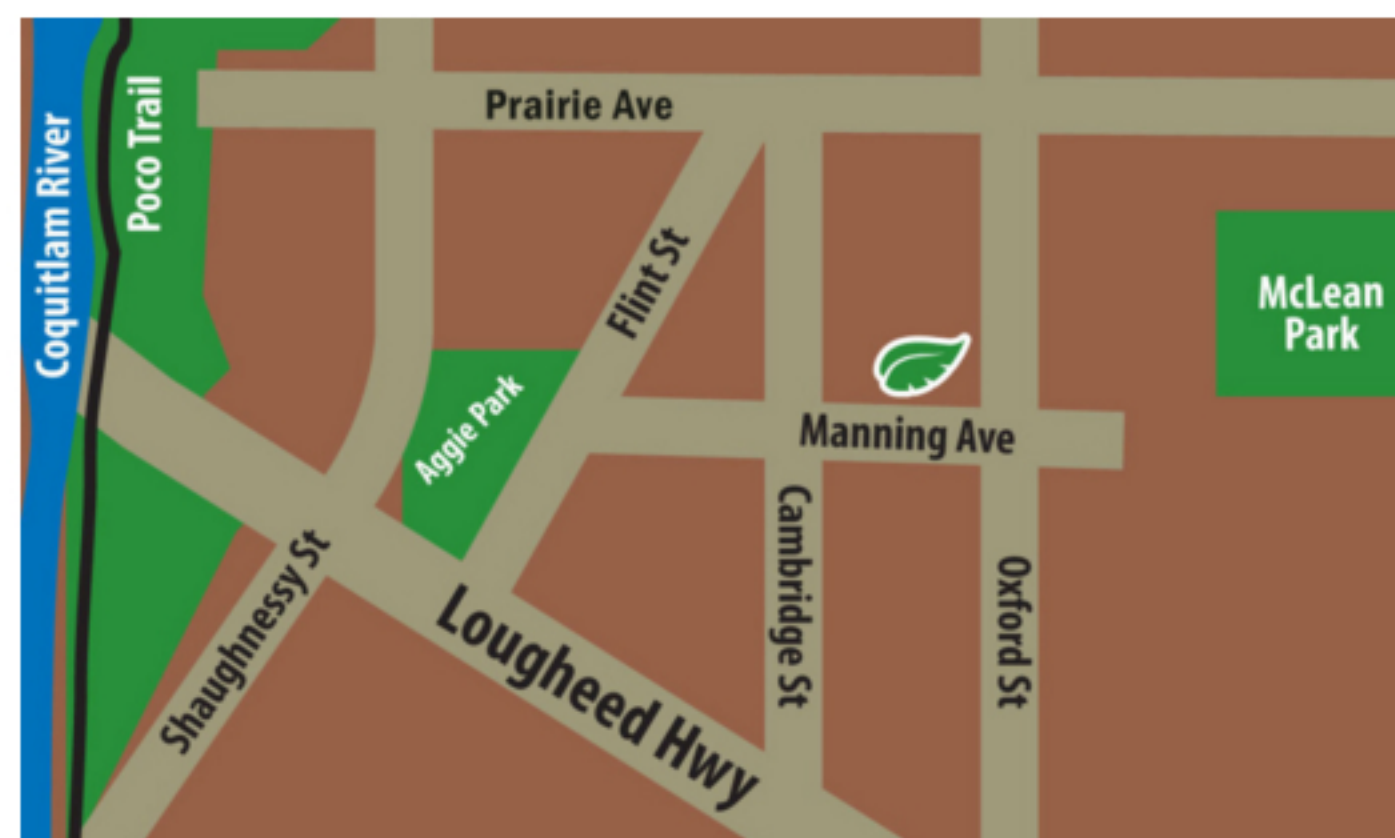 Prairie Ave
Poco Trail
Coquitlam River
Flint St
McLean
Park
Aggie Park
Manning Ave
Cambridge St
Oxford St
Shaughnessy St
Lougheed Hwy